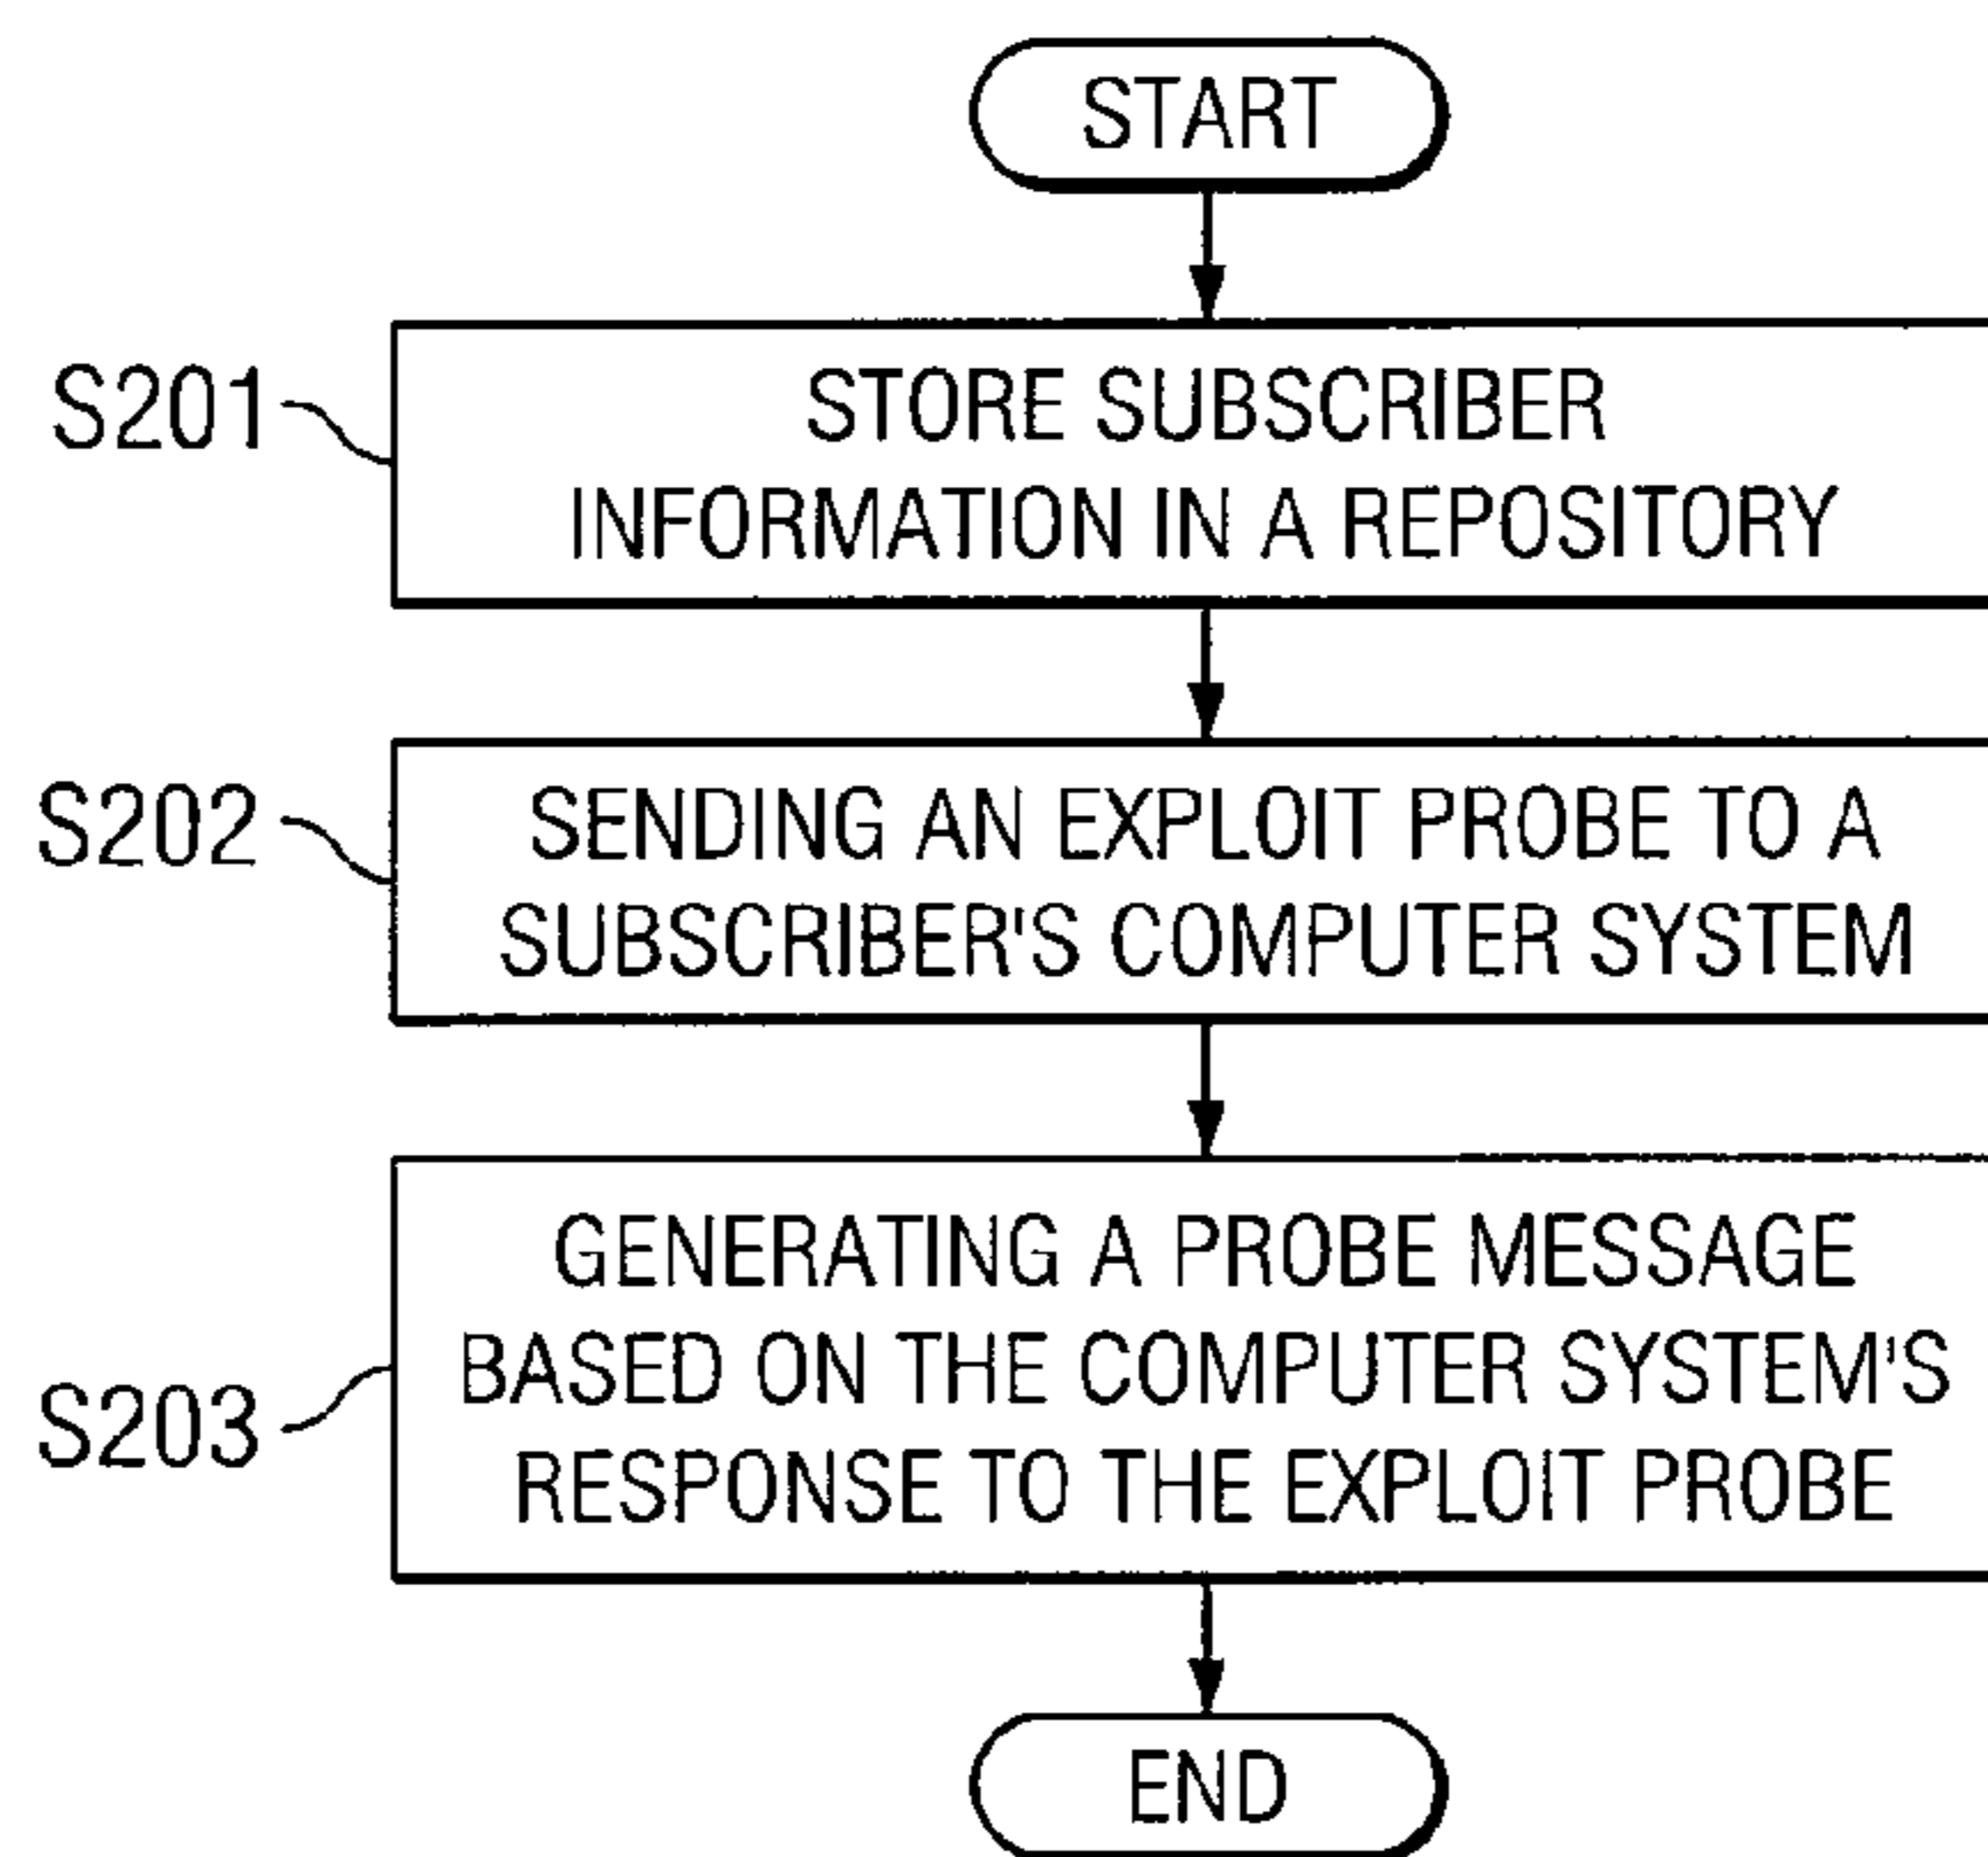 START
S201
STORE SUBSCRIBER
INFORMATION IN A REPOSITORY
S202
SENDING AN EXPLOIT PROBE TO A
SUBSCRIBER'S COMPUTER SYSTEM
S203
GENERATING A PROBE MESSAGE
BASED ON THE COMPUTER SYSTEM'S
RESPONSE TO THE EXPLOIT PROBE
END